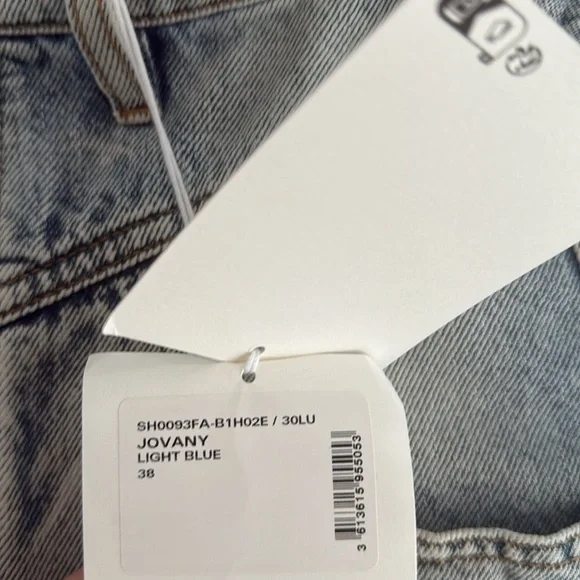 SH0093FA-B1H02E / 30LU
JOVANY
LIGHT BLUE
38
3 613615 955053